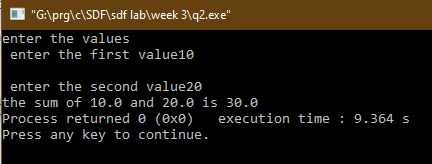 "G:\prg\c\SDF\sdf lab\week 3\q2.exe"
enter the values
 enter the first value10

 enter the second value20
the sum of 10.0 and 20.0 is 30.0
Process returned 0 (0x0)   execution time : 9.364 s
Press any key to continue.